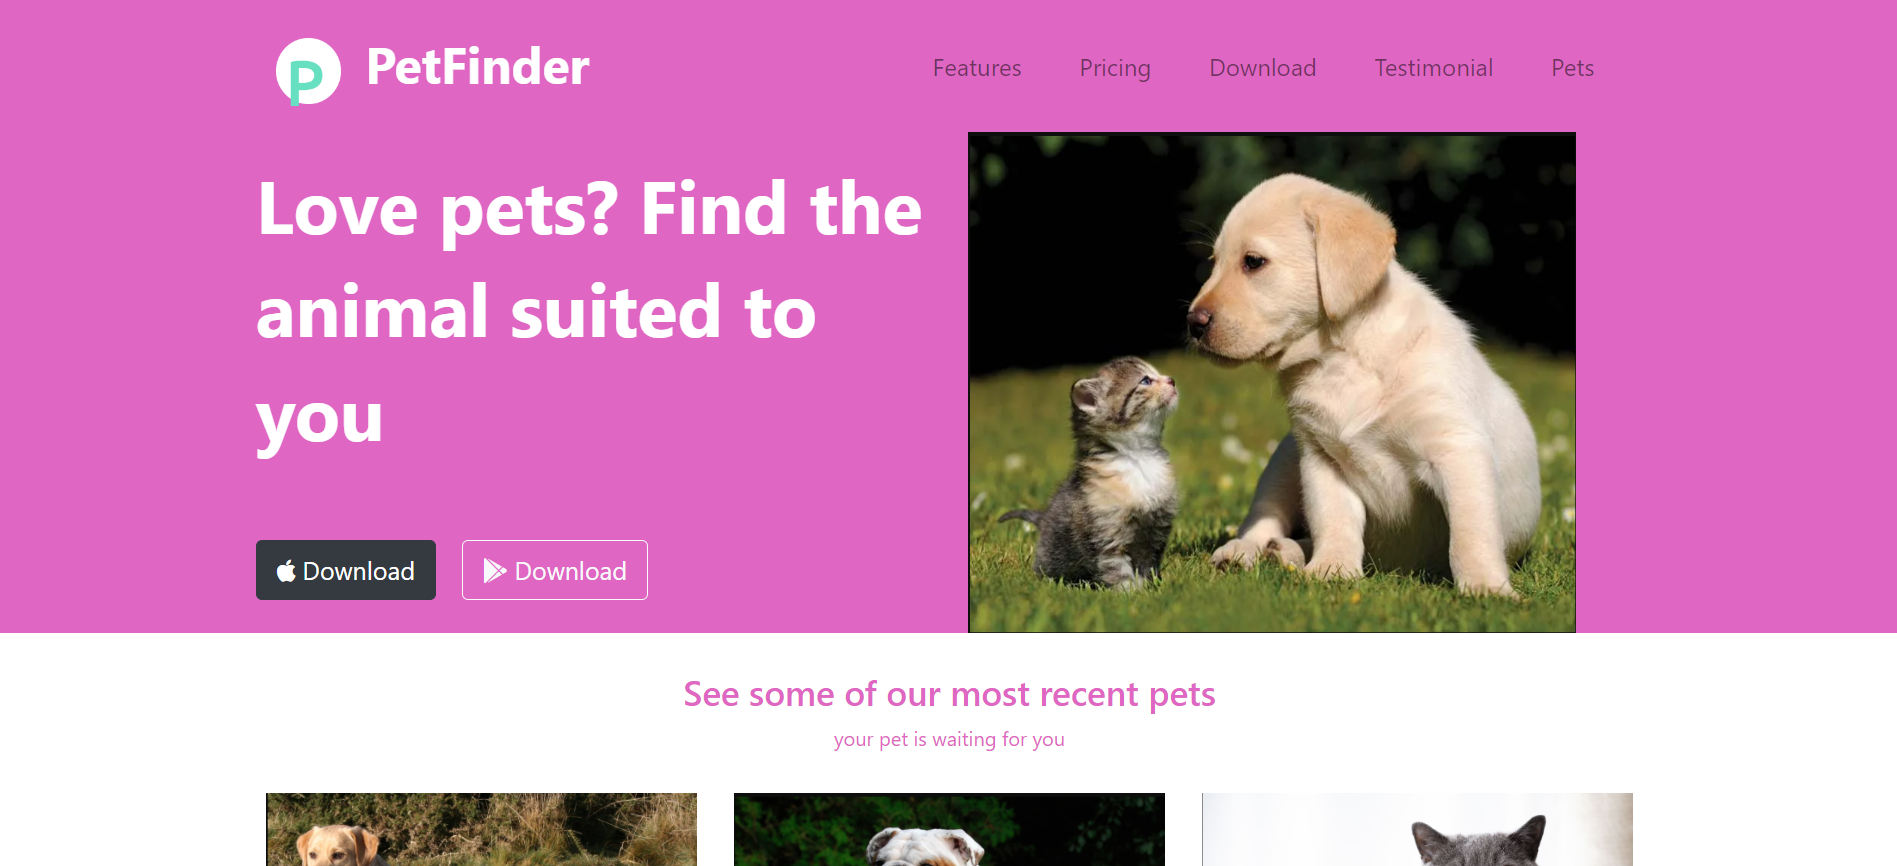 P
PetFinder
Features
Pricing
Download
Testimonial
Pets
Love pets? Find the
animal suited to
you
Download
Download
See some of our most recent pets
your pet is waiting for you